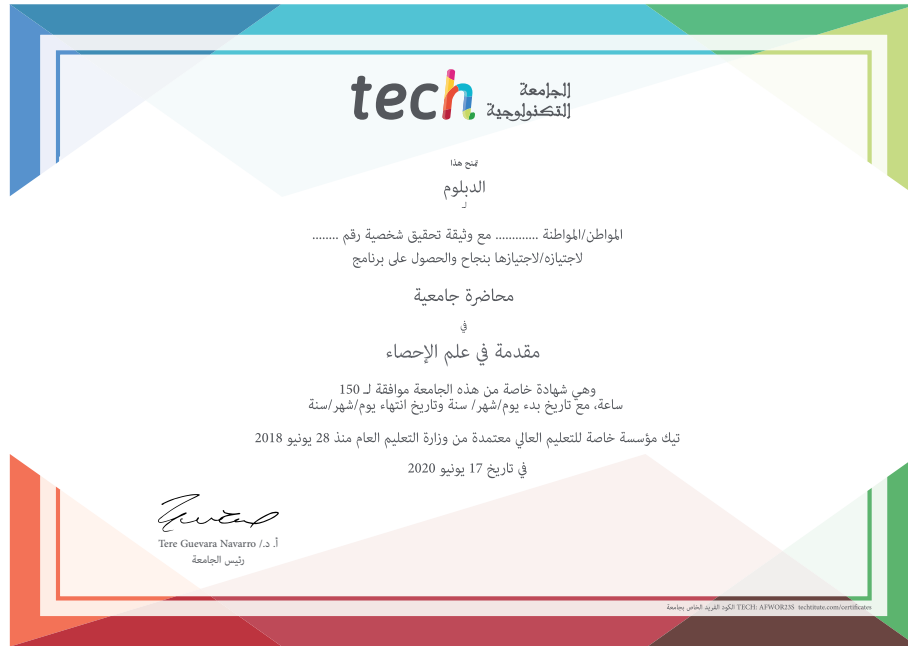 tech الجامعة
التكنولوجية
تمنح هذا
الدبلوم
لـ
المواطن/المواطنة ............. مع وثيقة تحقيق شخصية رقم ........
لاجتيازه/لاجتيازها بنجاح والحصول على برنامج
محاضرة جامعية
في
مقدمة في علم الإحصاء
وهي شهادة خاصة من هذه الجامعة موافقة لـ 150
ساعة، مع تاريخ بدء يوم/شهر/ سنة وتاريخ انتهاء يوم/شهر/سنة
تيك مؤسسة خاصة للتعليم العالي معتمدة من وزارة التعليم العام منذ 28 يونيو 2018
في تاريخ 17 يونيو 2020
أ. د./ Tere Guevara Navarro
رئيس الجامعة
الكود الفريد الخاص بجامعة TECH: AFWOR23S techtitute.com/certificates